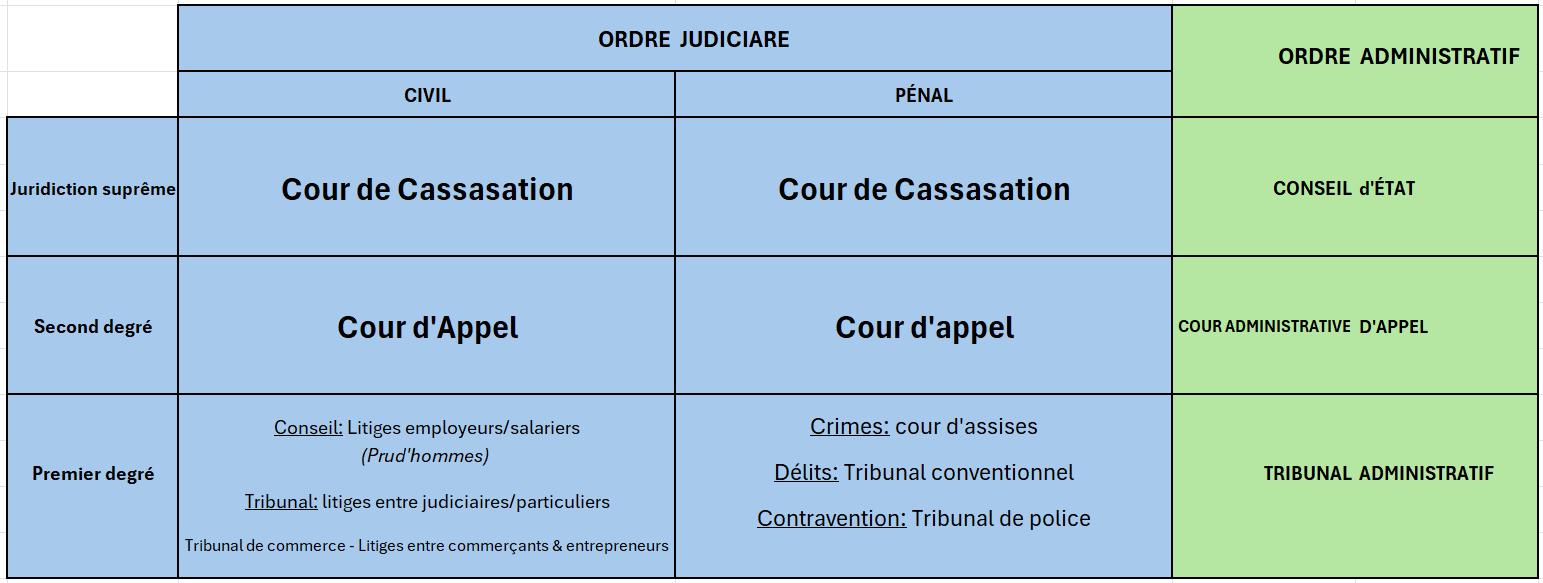 ORDRE JUDICIARE
ORDRE ADMINISTRATIF
CIVIL
PÉNAL
Juridiction suprême
Cour de Cassasation
Cour de Cassasation
CONSEIL d'ÉTAT
Second degré
Cour d'Appel
Cour d'appel
COUR ADMINISTRATIVE D'APPEL
Premier degré
Conseil: Litiges employeurs/salariers
(Prud'hommes)
Tribunal: litiges entre judiciaires/particuliers
Tribunal de commerce - Litiges entre commerçants & entrepreneurs
Crimes: cour d'assises
Délits: Tribunal conventionnel
Contravention: Tribunal de police
TRIBUNAL ADMINISTRATIF